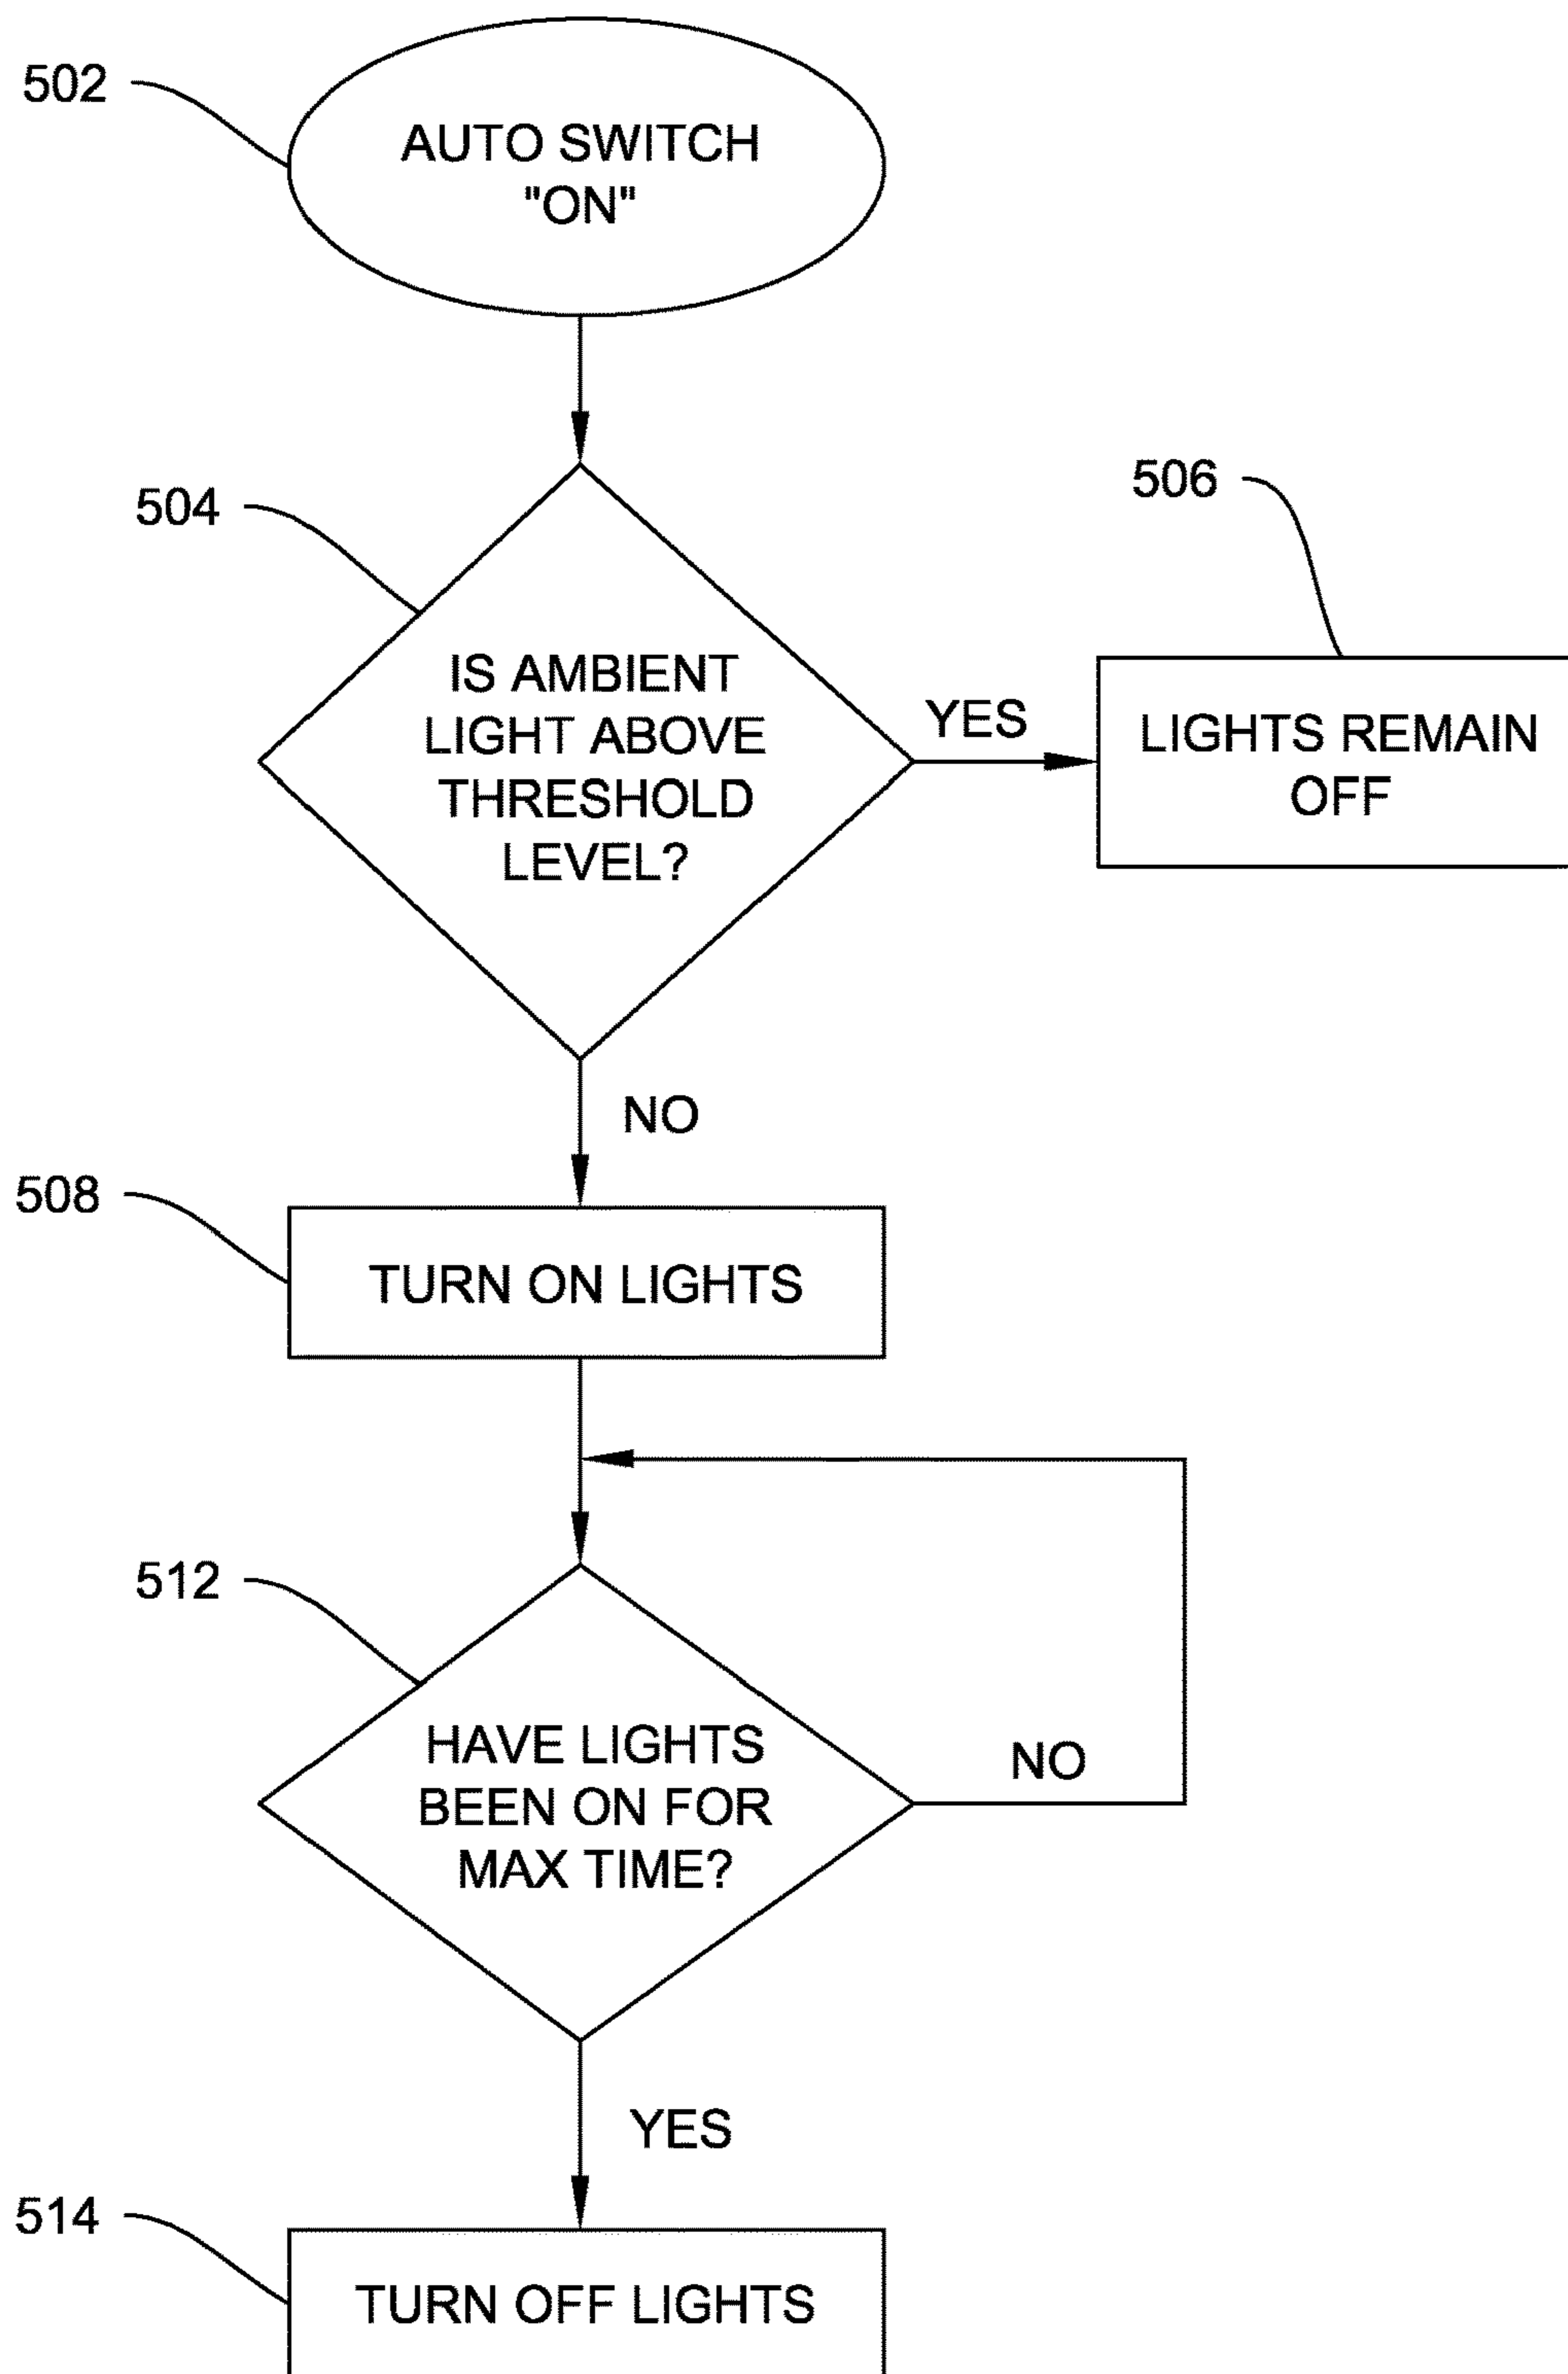 502
AUTO SWITCH
"ON"
504
IS AMBIENT
LIGHT ABOVE
THRESHOLD
LEVEL?
YES
506
LIGHTS REMAIN
OFF
NO
508
TURN ON LIGHTS
512
HAVE LIGHTS
BEEN ON FOR
MAX TIME?
NO
YES
514
TURN OFF LIGHTS